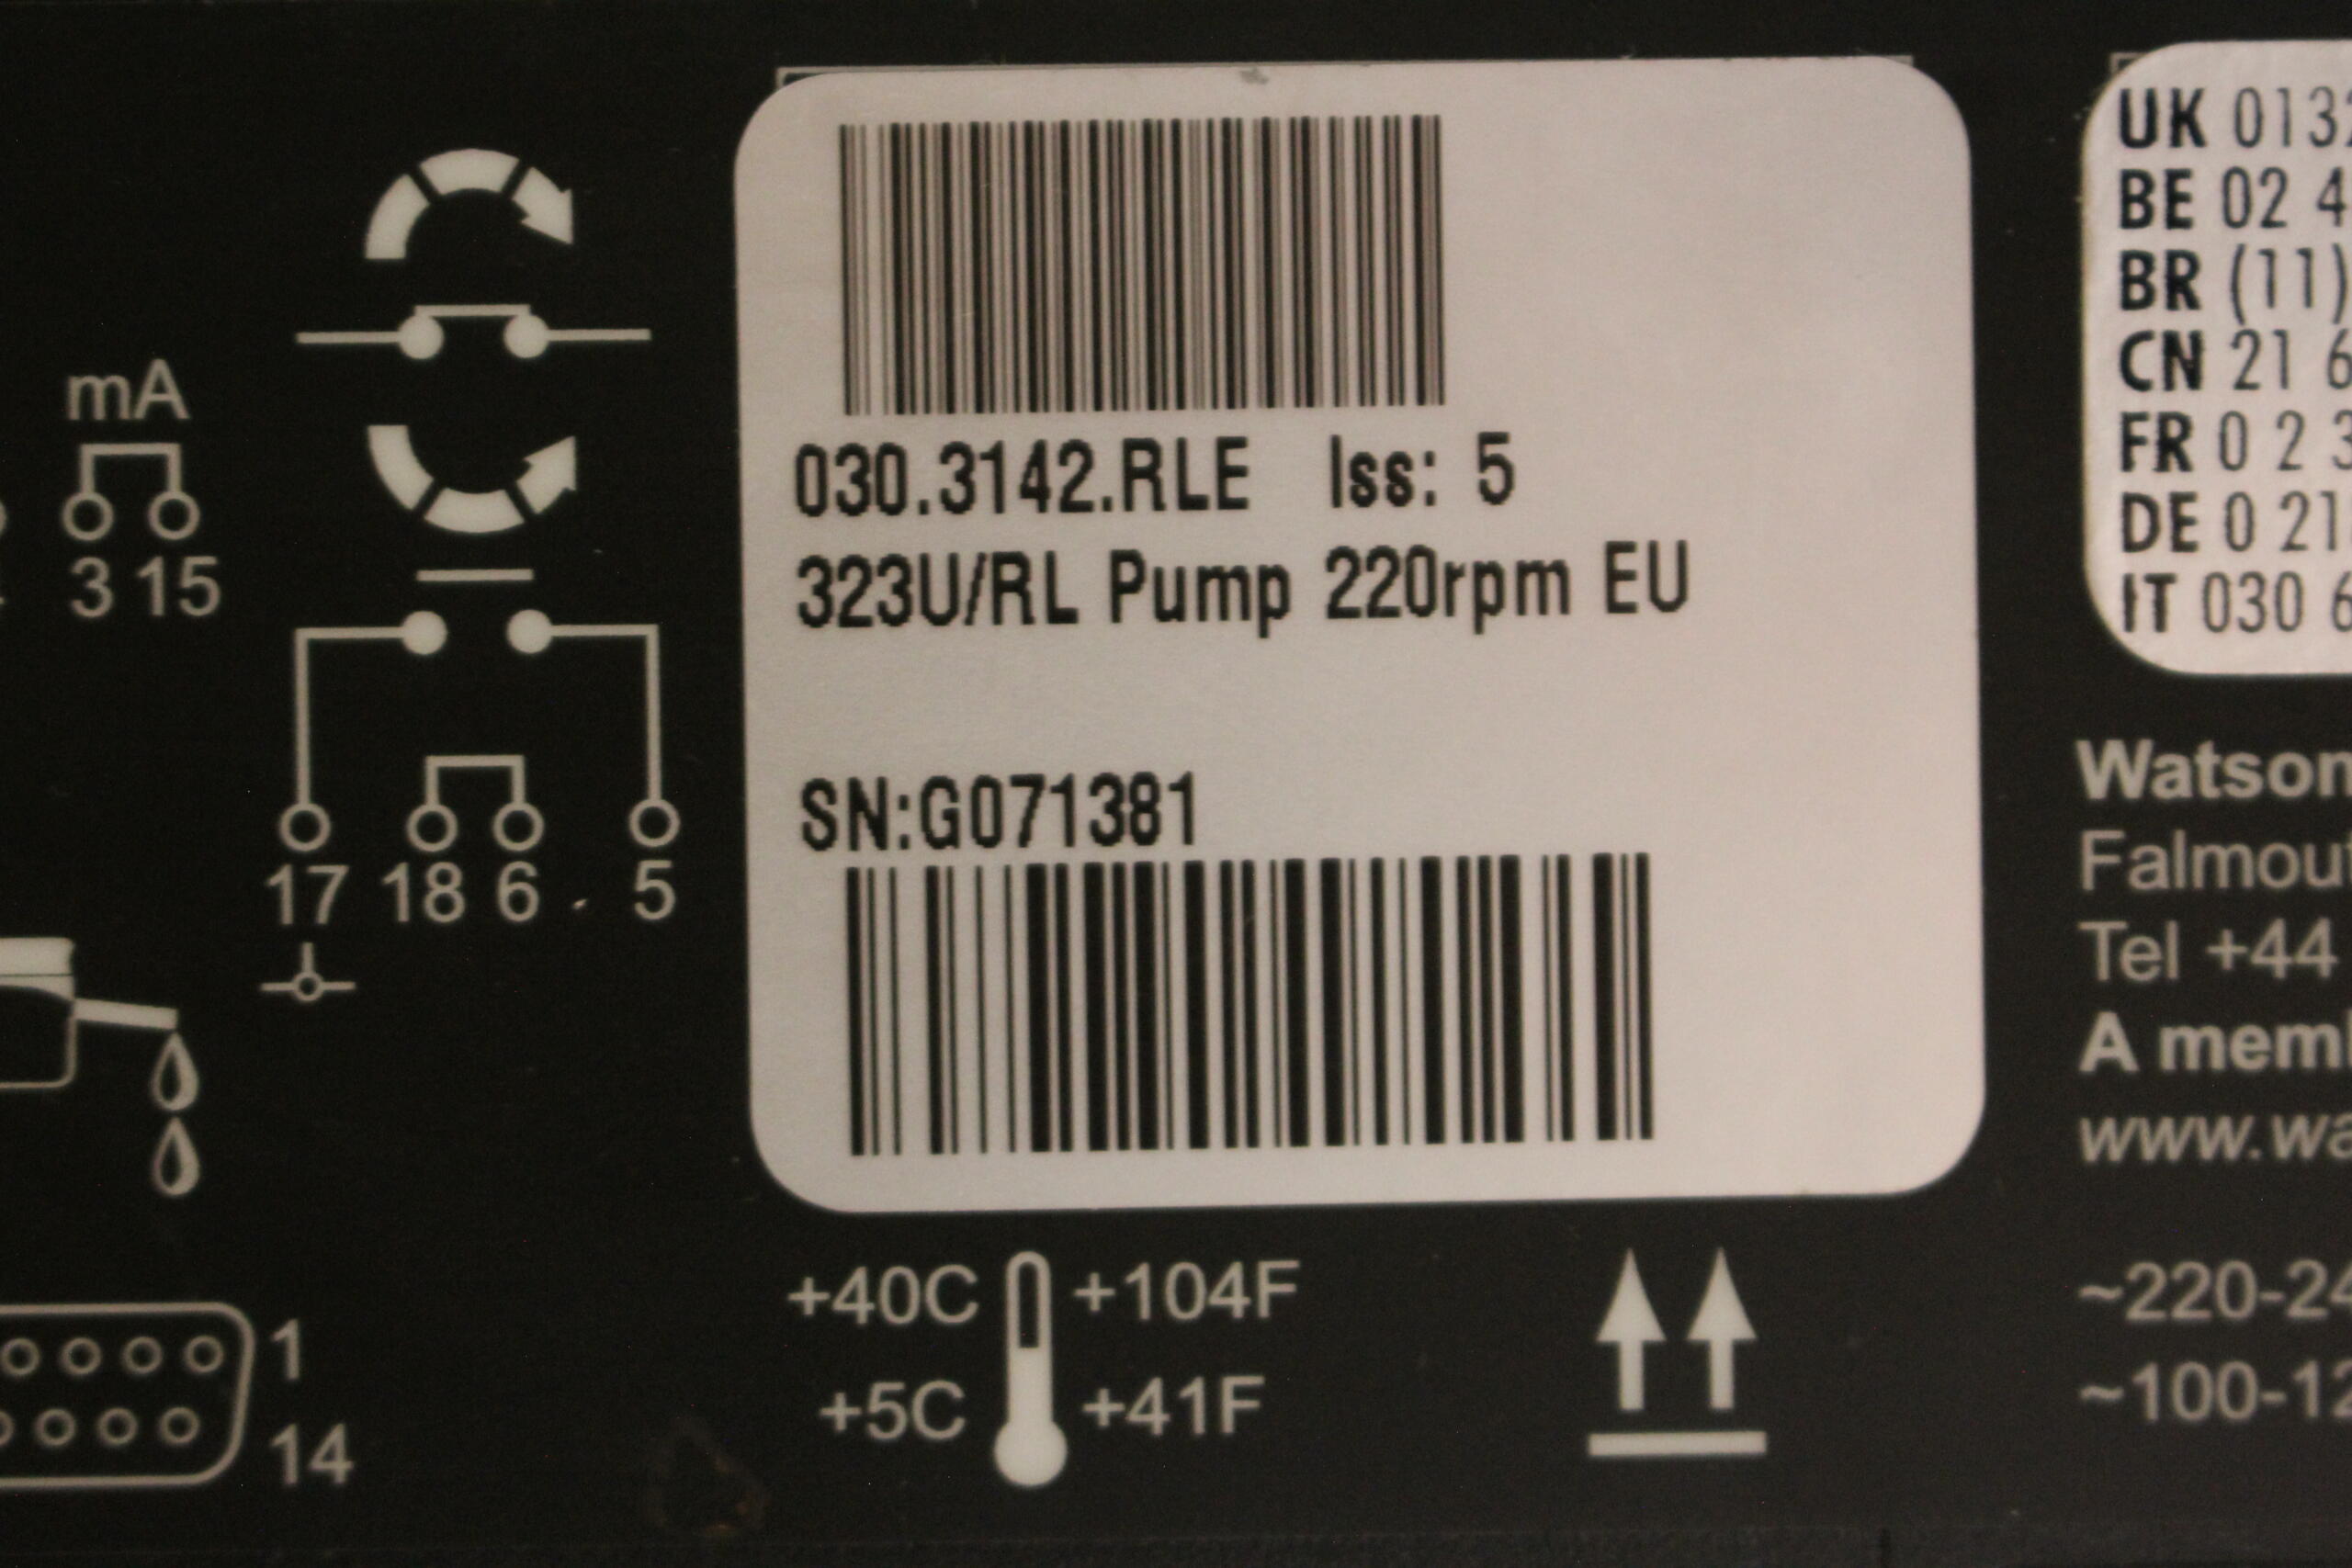 mA
3 15
17 18 6 5
1
14
030.3142.RLE Iss: 5
323U/RL Pump 220rpm EU
SN:G071381
+40C +104F
+5C +41F
UK 0132
BE 02 4
BR (11)
CN 21 6
FR 0 2 3
DE 0 21
IT 030 6
Watson
Falmout
Tel +44
A mem
www.wa
~220-24
~100-12